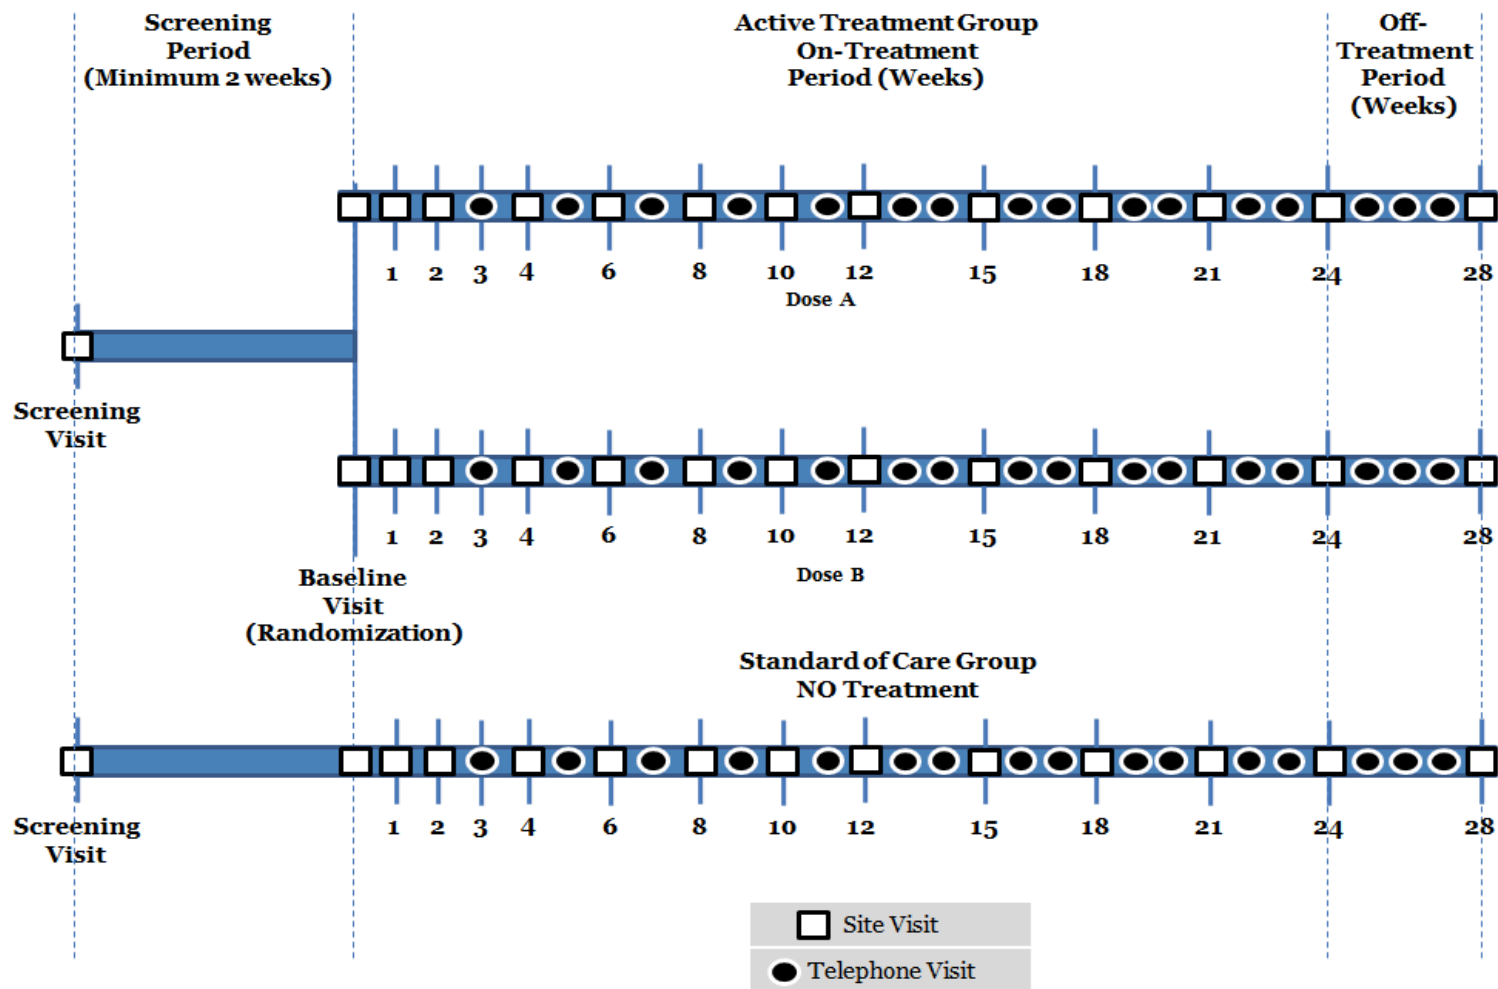 Screening
Period
(Minimum 2 weeks)
Active Treatment Group
On-Treatment
Period (Weeks)
Off-
Treatment
Period
(Weeks)
1 2 3 4 6 8 10 12 15 18 21 24 28
Dose A
Screening
Visit
1 2 3 4 6 8 10 12 15 18 21 24 28
Dose B
Baseline
Visit
(Randomization)
Standard of Care Group
NO Treatment
1 2 3 4 6 8 10 12 15 18 21 24 28
Screening
Visit
Site Visit
Telephone Visit